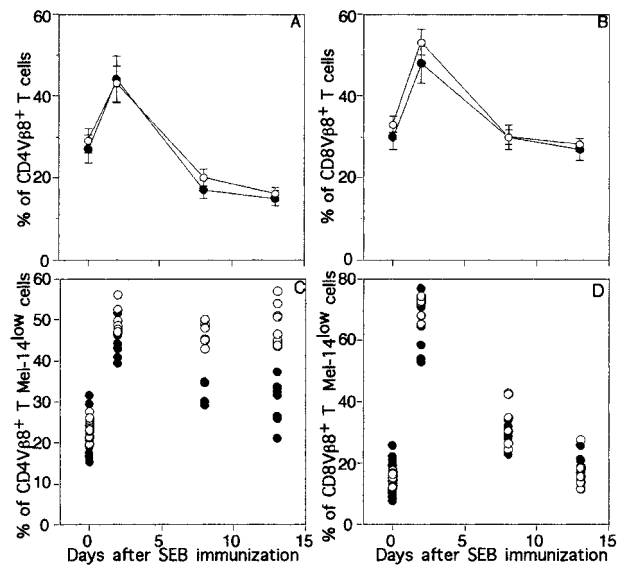 A
% of CD4Vβ8+ T cells
60
40
20
0
B
% of CD8Vβ8+ T cells
60
40
20
0
C
% of CD4Vβ8+ T Mel-14low cells
60
50
40
30
20
10
0
0 5 10 15
Days after SEB immunization
D
% of CD8Vβ8+ T Mel-14low cells
80
60
40
20
0
0 5 10 15
Days after SEB immunization